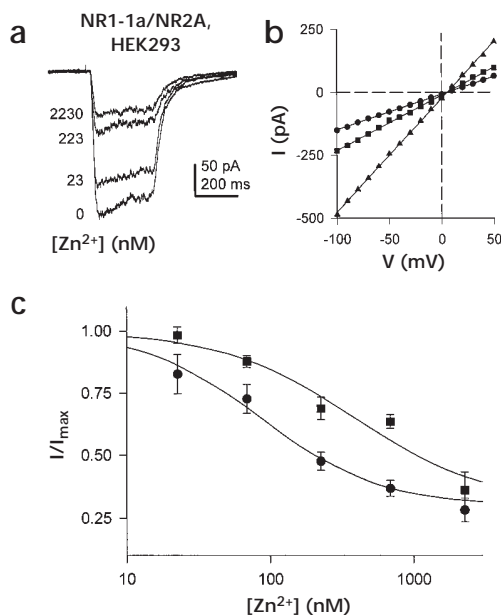 a
NR1-1a/NR2A,
HEK293
2230
223
23
0
50 pA
200 ms
[Zn²⁺] (nM)
b
250
0
-250
-500
I (pA)
-100
-50
0
50
V (mV)
c
1.00
0.75
0.50
0.25
I/Imax
10
100
1000
[Zn²⁺] (nM)